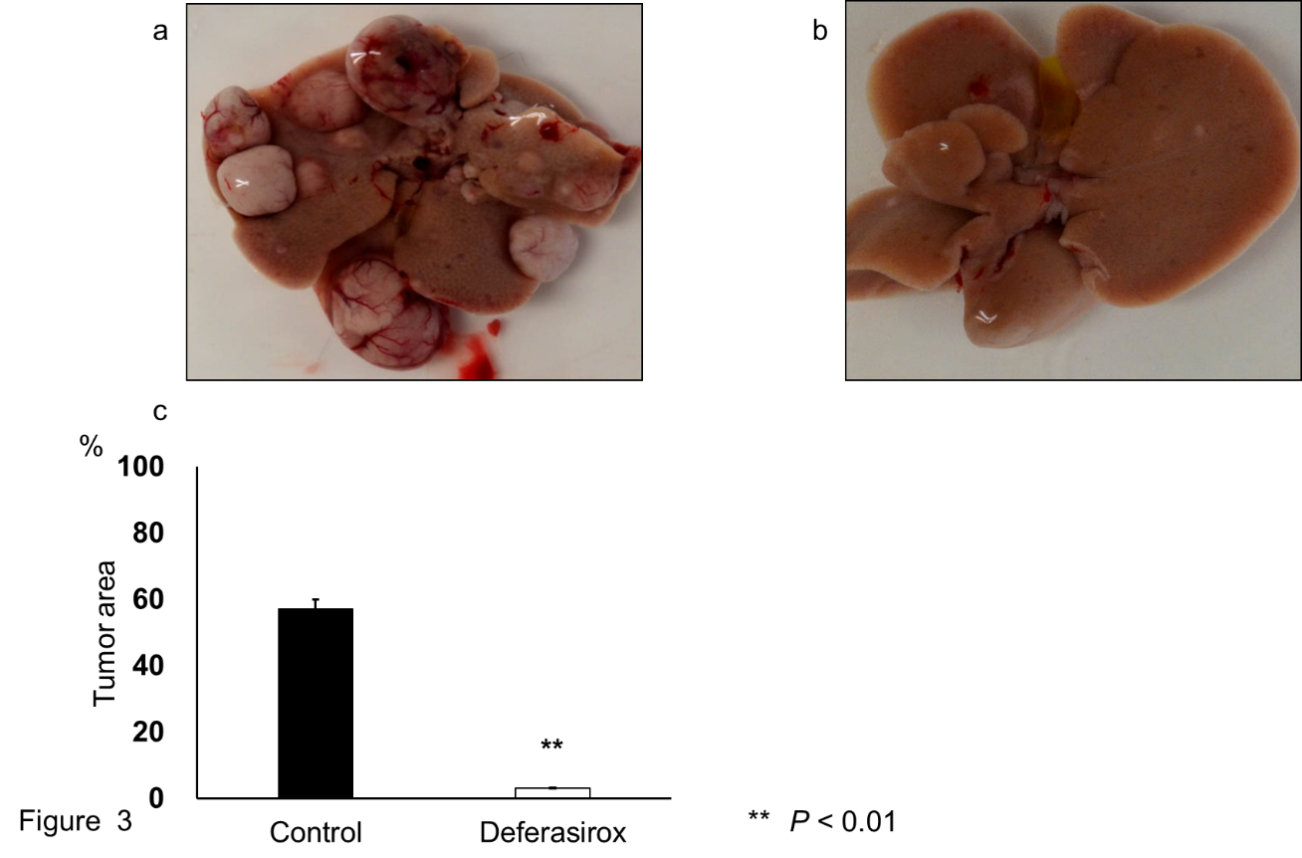 a
b
c
%
100
80
60
40
20
0
Tumor area
**
Control
Deferasirox
Figure 3
** P < 0.01